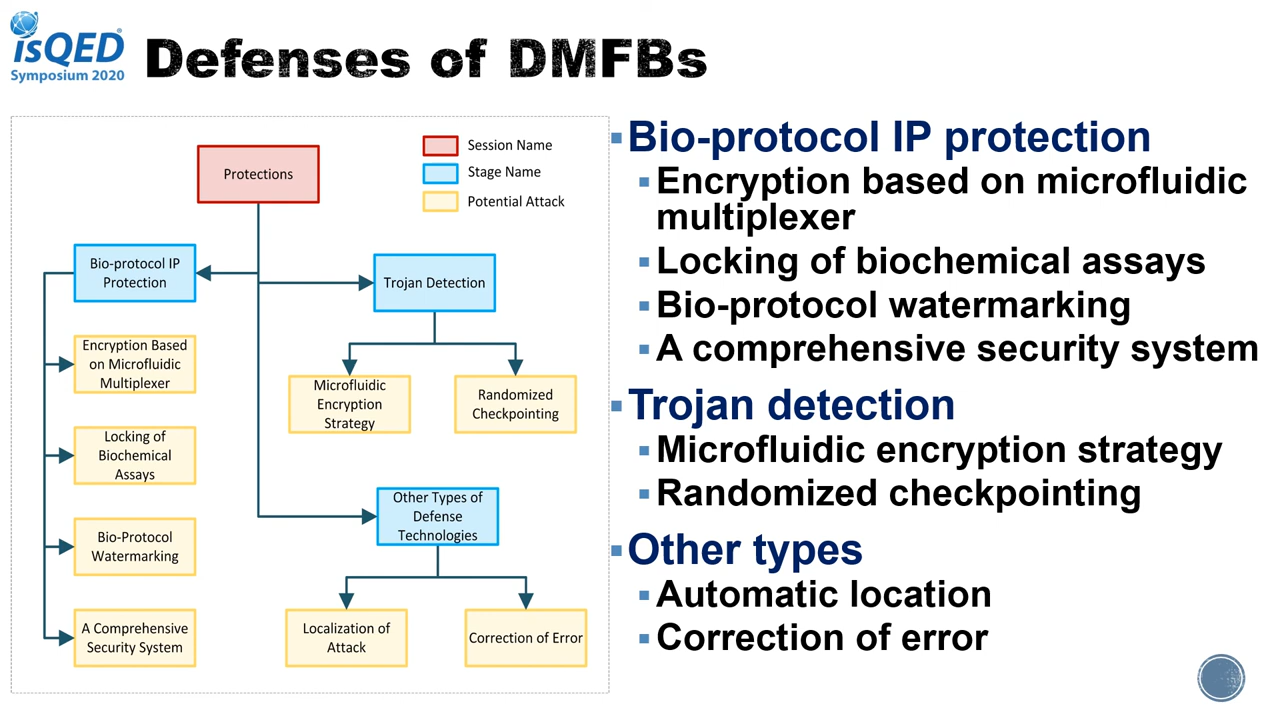 isQED
Symposium 2020
Defenses of DMFBs
Session Name
Stage Name
Potential Attack
Protections
Bio-protocol IP
Protection
Trojan Detection
Encryption Based
on Microfluidic
Multiplexer
Microfluidic
Encryption
Strategy
Randomized
Checkpointing
Locking of
Biochemical
Assays
Other Types of
Defense
Technologies
Bio-Protocol
Watermarking
A Comprehensive
Security System
Localization of
Attack
Correction of Error
Bio-protocol IP protection
Encryption based on microfluidic
multiplexer
Locking of biochemical assays
Bio-protocol watermarking
A comprehensive security system
Trojan detection
Microfluidic encryption strategy
Randomized checkpointing
Other types
Automatic location
Correction of error